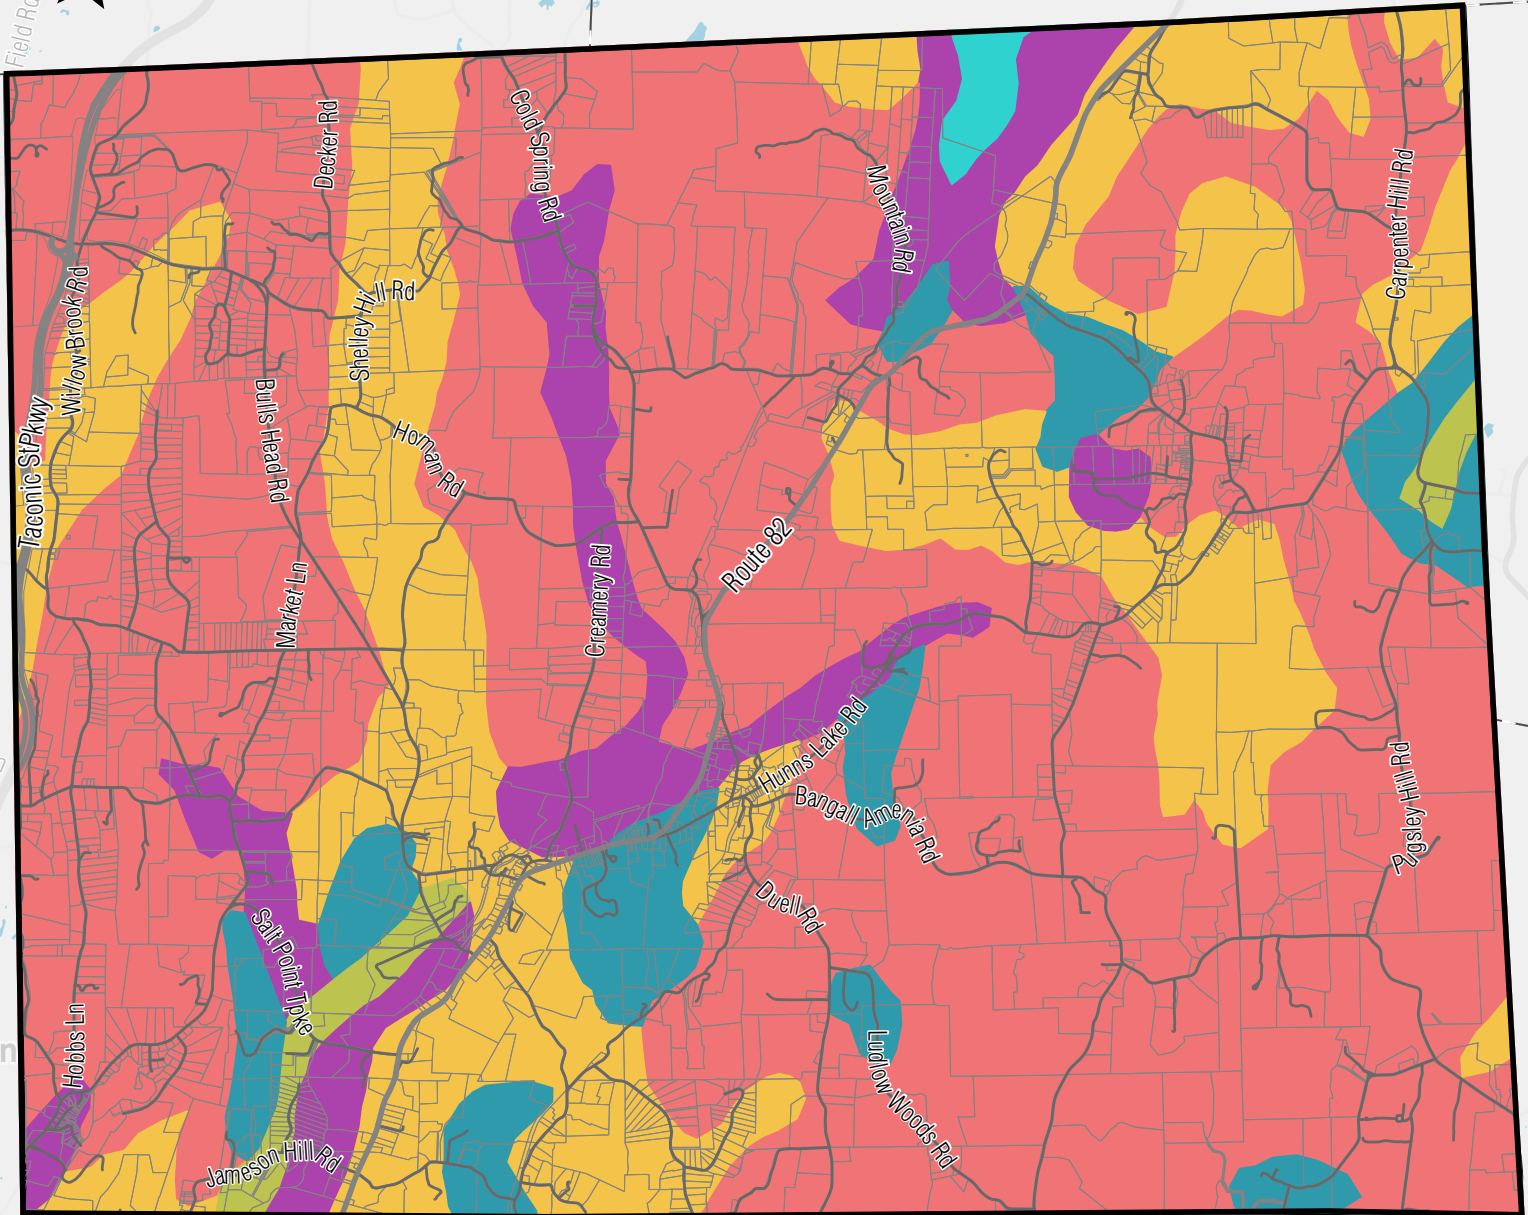 Field Rd
Decker Rd
Cold Spring Rd
Mountain Rd
Carpenter Hill Rd
Willow Brook Rd
Shelley Hill Rd
Taconic St Pkwy
Bulls Head Rd
Homan Rd
Route 82
Market Ln
Creamery Rd
Hunns Lake Rd
Bangall Amenia Rd
Pugsley Hill Rd
Duell Rd
Salt Point Tpke
Hobbs Ln
Ludlow Woods Rd
Jameson Hill Rd